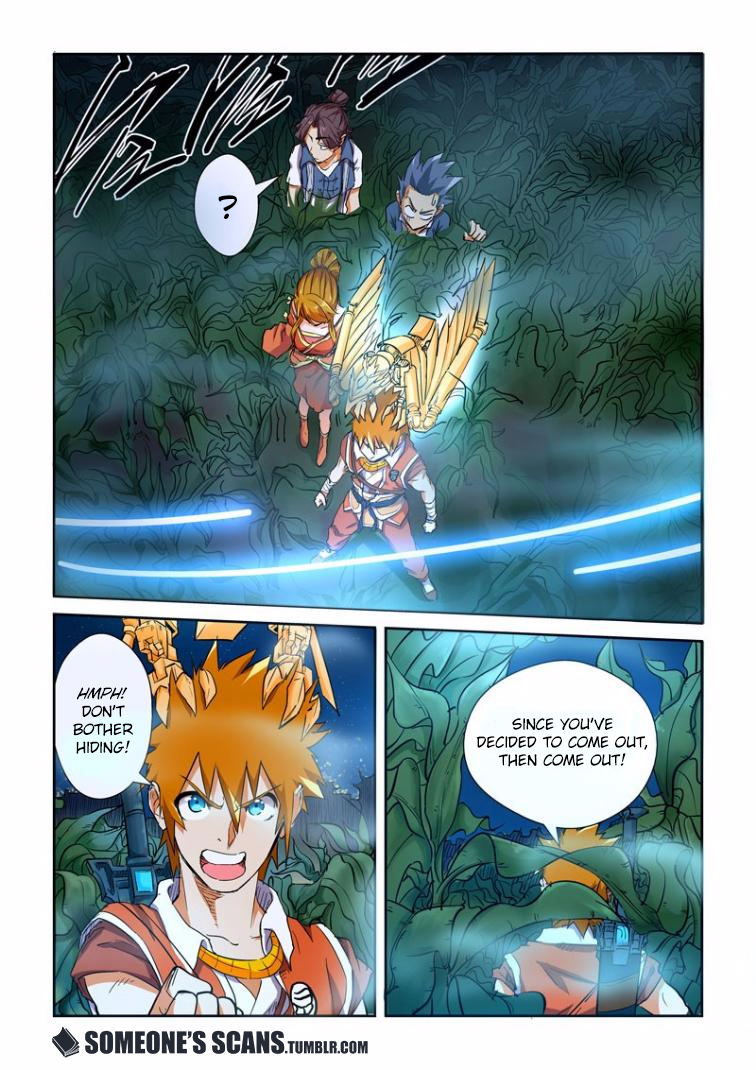 ?
HMPH!
DON'T
BOTHER
HIDING!
SINCE YOU'VE
DECIDED TO COME OUT,
THEN COME OUT!
SOMEONE'S SCANS.TUMBLR.COM